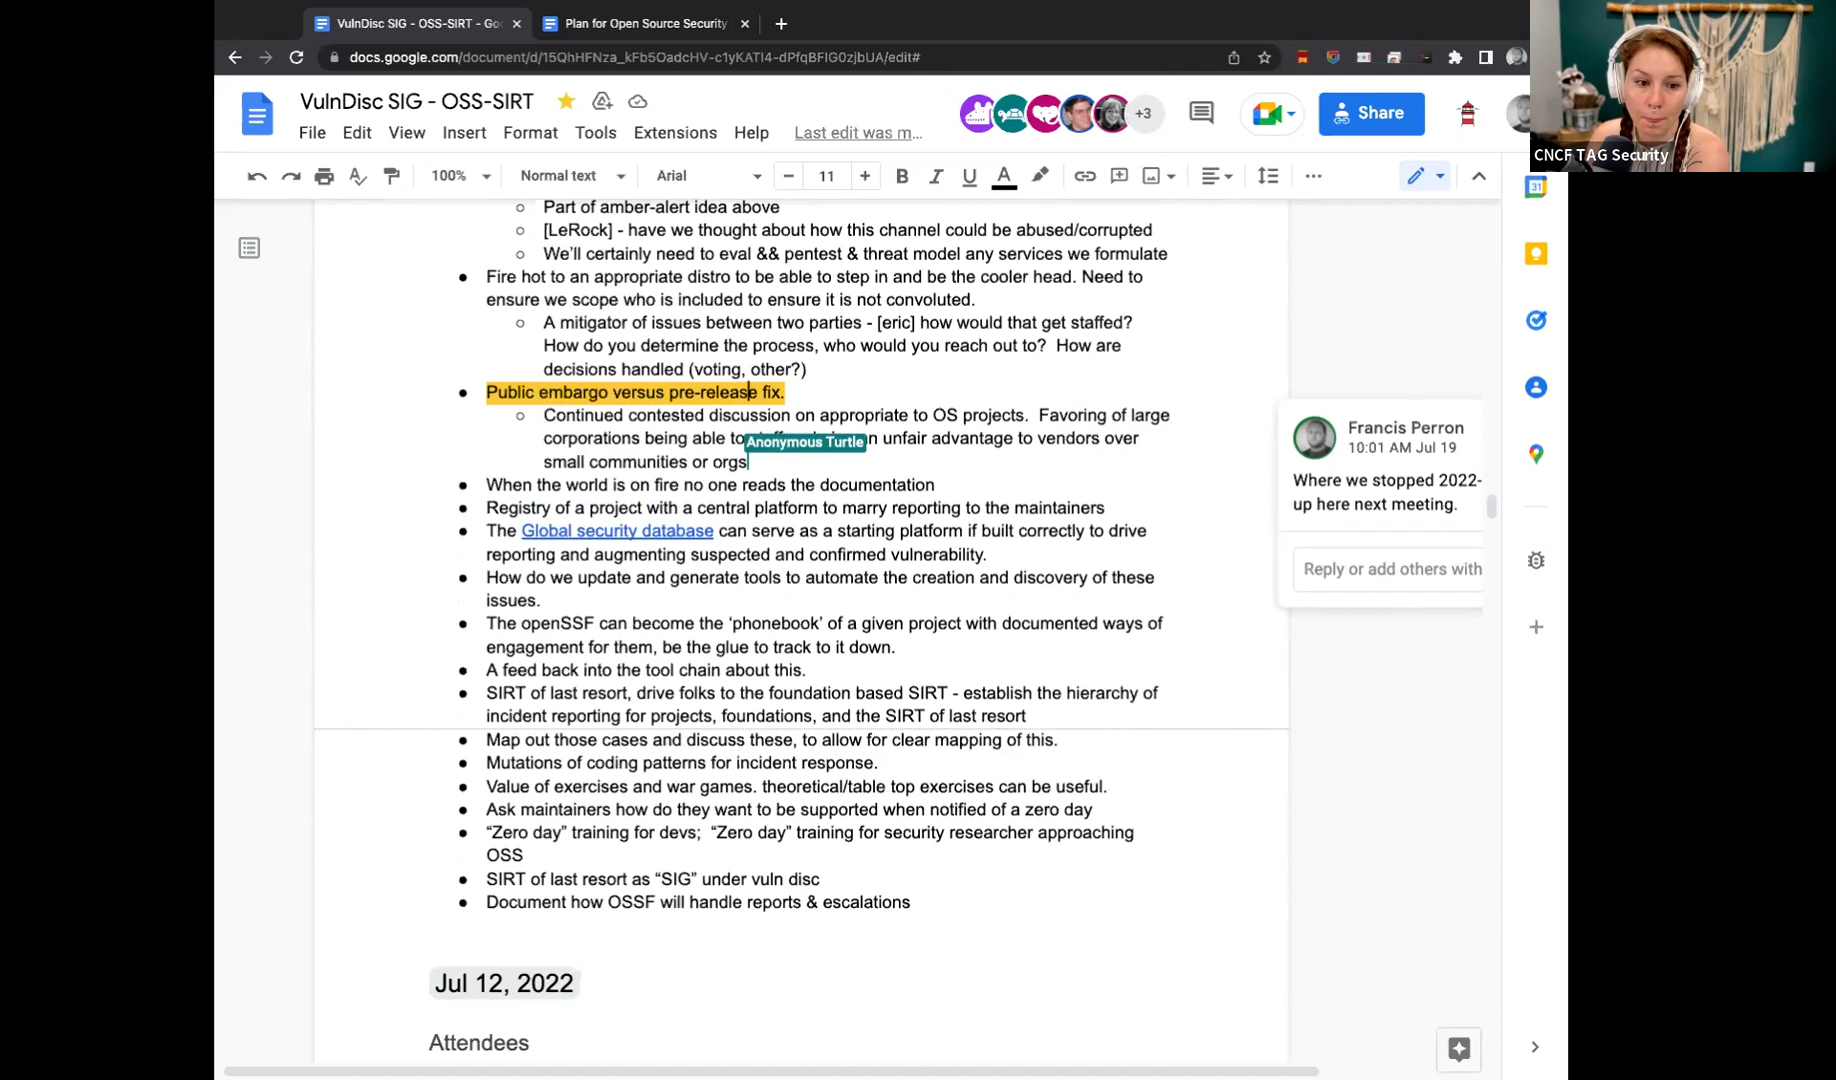 VulnDisc SIG - OSS-SIRT - Go
Plan for Open Source Security
docs.google.com/document/d/15QhHFNza_kFb5OadcHV-c1yKATI4-dPfqBFIG0zjbUA/edit#
CNCF TAG Security
VulnDisc SIG - OSS-SIRT
+3
Share
File Edit View Insert Format Tools Extensions Help Last edit was m...
100% Normal text Arial 11
Part of amber-alert idea above
[LeRock] - have we thought about how this channel could be abused/corrupted
We'll certainly need to eval && pentest & threat model any services we formulate
Fire hot to an appropriate distro to be able to step in and be the cooler head. Need to
ensure we scope who is included to ensure it is not convoluted.
A mitigator of issues between two parties - [eric] how would that get staffed?
How do you determine the process, who would you reach out to? How are
decisions handled (voting, other?)
Public embargo versus pre-release fix.
Continued contested discussion on appropriate to OS projects. Favoring of large
corporations being able to unfair advantage to vendors over
Anonymous Turtle
small communities or orgs
When the world is on fire no one reads the documentation
Registry of a project with a central platform to marry reporting to the maintainers
The Global security database can serve as a starting platform if built correctly to drive
reporting and augmenting suspected and confirmed vulnerability.
How do we update and generate tools to automate the creation and discovery of these
issues.
The openSSF can become the ‘phonebook’ of a given project with documented ways of
engagement for them, be the glue to track to it down.
A feed back into the tool chain about this.
SIRT of last resort, drive folks to the foundation based SIRT - establish the hierarchy of
incident reporting for projects, foundations, and the SIRT of last resort
Map out those cases and discuss these, to allow for clear mapping of this.
Mutations of coding patterns for incident response.
Value of exercises and war games. theoretical/table top exercises can be useful.
Ask maintainers how do they want to be supported when notified of a zero day
“Zero day” training for devs; “Zero day” training for security researcher approaching
OSS
SIRT of last resort as “SIG” under vuln disc
Document how OSSF will handle reports & escalations
Jul 12, 2022
Attendees
Francis Perron
10:01 AM Jul 19
Where we stopped 2022-
up here next meeting.
Reply or add others with
31